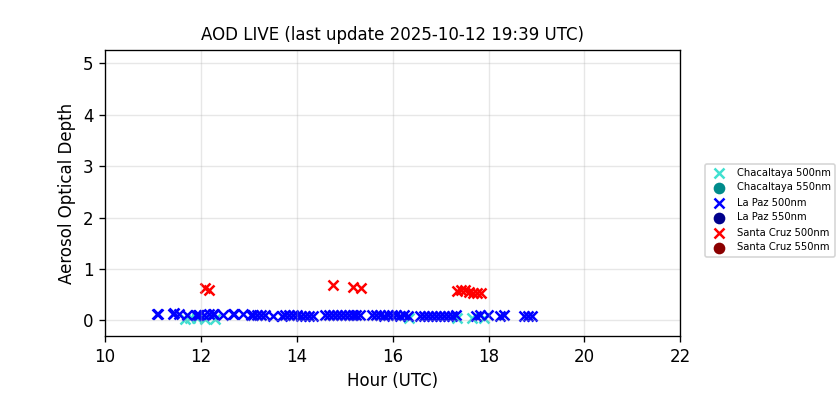 AOD LIVE (last update 2025-10-12 19:39 UTC)
Aerosol Optical Depth
5
4
3
2
1
0
10 12 14 16 18 20 22
Hour (UTC)
Chacaltaya 500nm
Chacaltaya 550nm
La Paz 500nm
La Paz 550nm
Santa Cruz 500nm
Santa Cruz 550nm